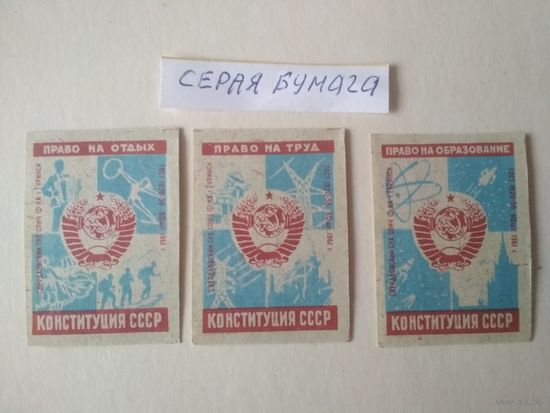 СЕРАЯ БУМАГА
ПРАВО НА ОТДЫХ
КОНСТИТУЦИЯ СССР
ПРАВО НА ТРУД
КОНСТИТУЦИЯ СССР
ПРАВО НА ОБРАЗОВАНИЕ
КОНСТИТУЦИЯ СССР